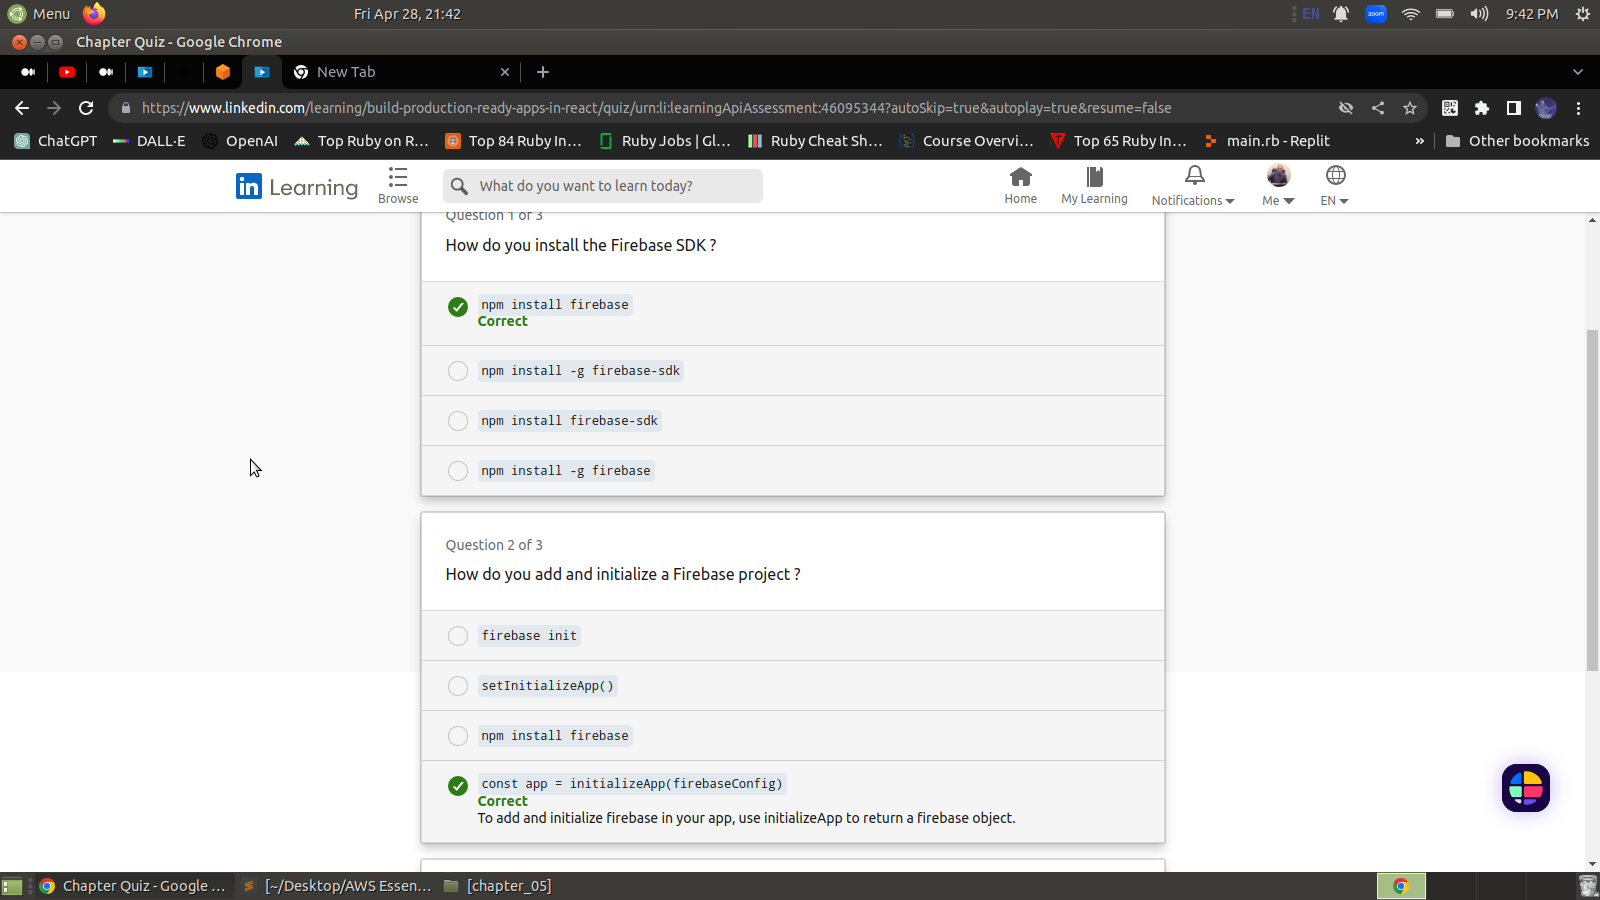 Menu
Fri Apr 28, 21:42
EN
zoom
9:42 PM
Chapter Quiz - Google Chrome
New Tab
https://www.linkedin.com/learning/build-production-ready-apps-in-react/quiz/urn:li:learningApiAssessment:46095344?autoSkip=true&autoplay=true&resume=false
ChatGPT
DALL·E
OpenAI
Top Ruby on R...
Top 84 Ruby In...
Ruby Jobs | Gl...
Ruby Cheat Sh...
Course Overvi...
Top 65 Ruby In...
main.rb - Replit
»
Other bookmarks
in Learning
Browse
What do you want to learn today?
Home
My Learning
Notifications
Me
EN
Question 1 of 3
How do you install the Firebase SDK ?
npm install firebase
Correct
npm install -g firebase-sdk
npm install firebase-sdk
npm install -g firebase
Question 2 of 3
How do you add and initialize a Firebase project ?
firebase init
setInitializeApp()
npm install firebase
const app = initializeApp(firebaseConfig)
Correct
To add and initialize firebase in your app, use initializeApp to return a firebase object.
Chapter Quiz - Google ...
[~/Desktop/AWS Essen...
[chapter_05]